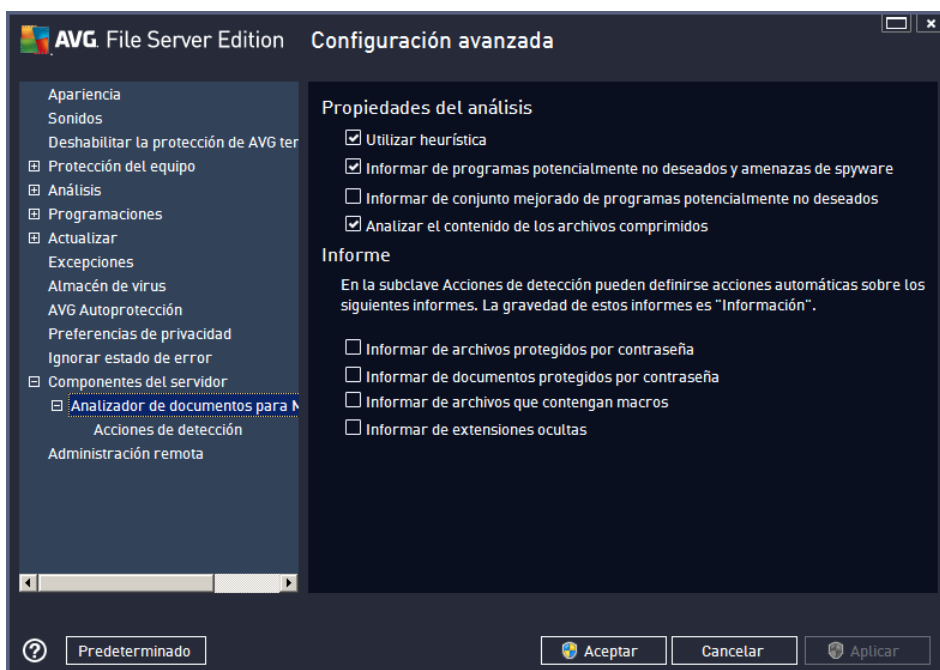 AVG. File Server Edition Configuración avanzada
Apariencia
Sonidos
Deshabilitar la protección de AVG ter
Protección del equipo
Análisis
Programaciones
Actualizar
Excepciones
Almacén de virus
AVG Autoprotección
Preferencias de privacidad
Ignorar estado de error
Componentes del servidor
Analizador de documentos para M
Acciones de detección
Administración remota
Propiedades del análisis
Utilizar heurística
Informar de programas potencialmente no deseados y amenazas de spyware
Informar de conjunto mejorado de programas potencialmente no deseados
Analizar el contenido de los archivos comprimidos
Informe
En la subclave Acciones de detección pueden definirse acciones automáticas sobre los
siguientes informes. La gravedad de estos informes es "Información".
Informar de archivos protegidos por contraseña
Informar de documentos protegidos por contraseña
Informar de archivos que contengan macros
Informar de extensiones ocultas
Predeterminado
Aceptar
Cancelar
Aplicar